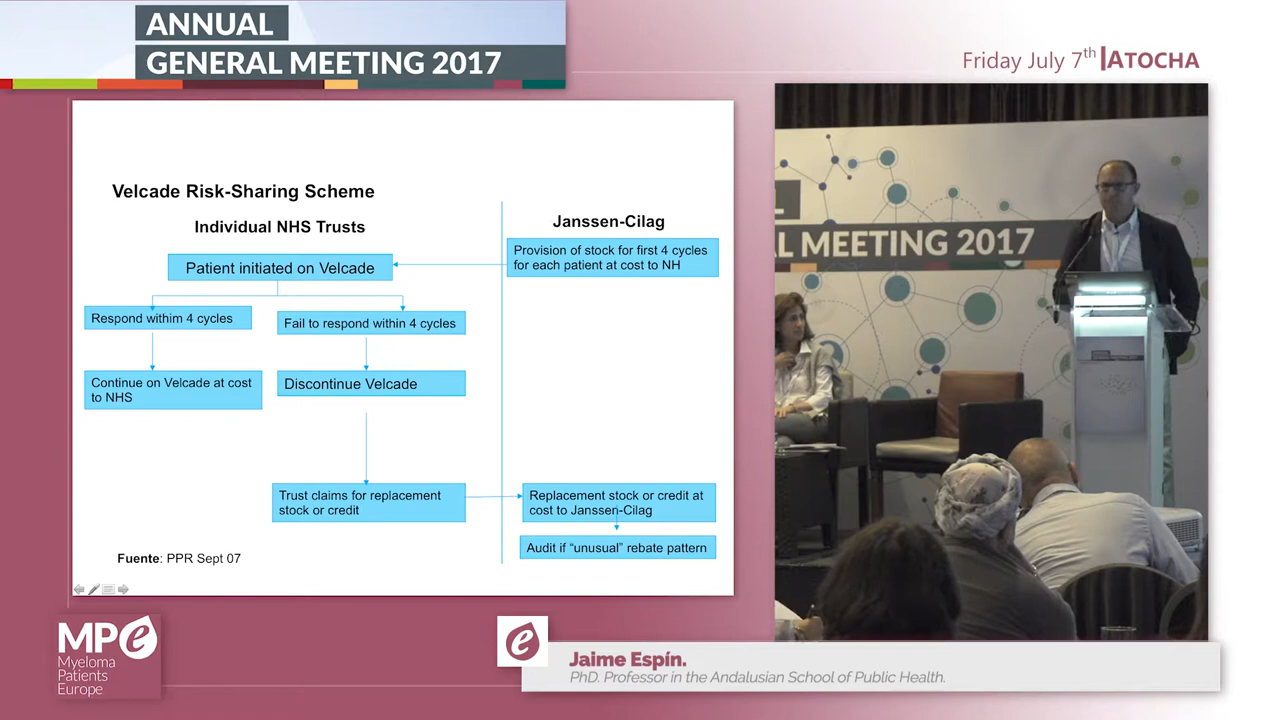 ANNUAL
GENERAL MEETING 2017
Friday July 7th ATOCHA
Velcade Risk-Sharing Scheme
Individual NHS Trusts
Janssen-Cilag
Provision of stock for first 4 cycles
for each patient at cost to NH
Patient initiated on Velcade
Respond withim 4 cycles
Fail to respond within 4 cycles
Continue on Velcade at cost
to NHS
Discontinue Velcade
Trust claims for replacement
stock or credit
Replacement stock or credit at
cost to Janssen-Cilag
Audit if “unusual” rebate pattern
Fuente: PPR Sept 07
L MEETING 2017
MPe
Myeloma
Patients
Europe
e
Jaime Espín.
PhD. Professor in the Andalusian School of Public Health.